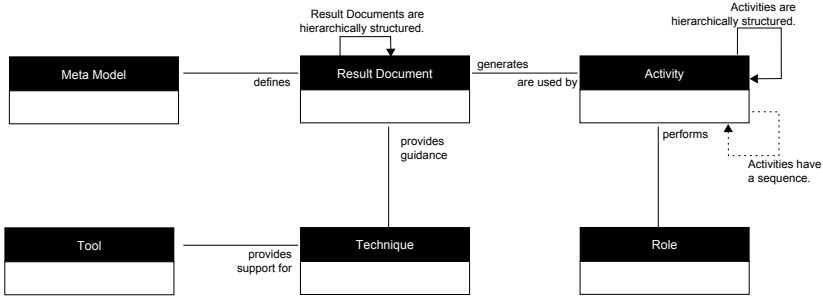 Result Documents are
hierarchically structured.
Activities are
hierarchically structured.
Meta Model
defines
Result Document
generates
are used by
Activity
provides
guidance
performs
Activities have
a sequence.
Tool
provides
support for
Technique
Role